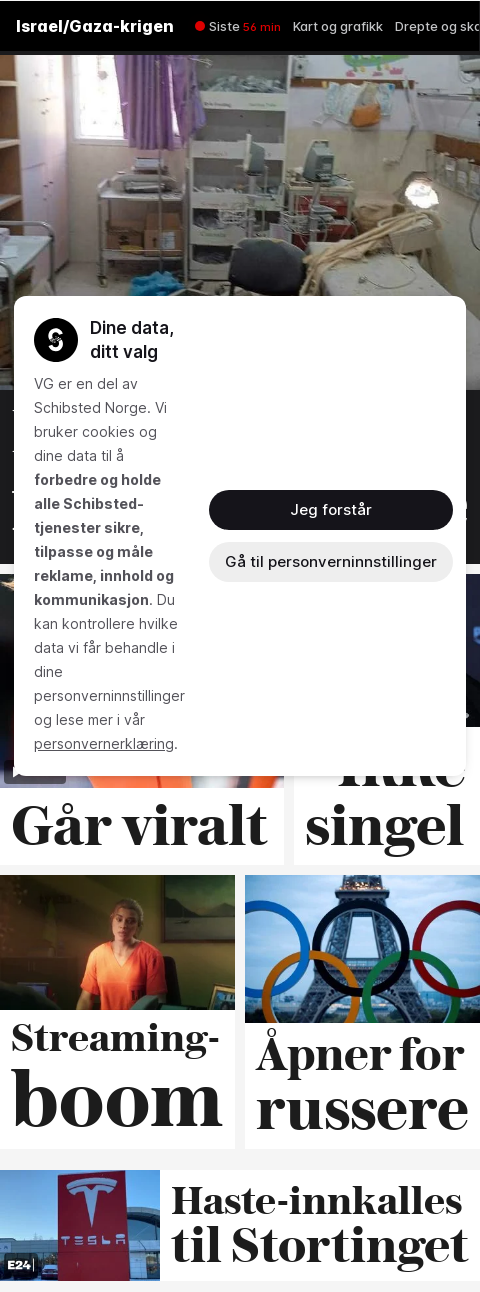 Israel/Gaza-krigen
Siste 56 min Kart og grafikk Drepte og ska
Dine data,
ditt valg
VG er en del av
Schibsted Norge. Vi
bruker cookies og
dine data til å
forbedre og holde
alle Schibsted-
tjenester sikre,
tilpasse og måle
reklame, innhold og
kommunikasjon. Du
kan kontrollere hvilke
data vi får behandle i
dine
personverninnstillinger
og lese mer i vår
personvernerklæring.
Jeg forstår
Gå til personverninnstillinger
Går viralt
singel
Streaming-
boom
Åpner for
russere
TESLA
E24
Haste-innkalles
til Stortinget